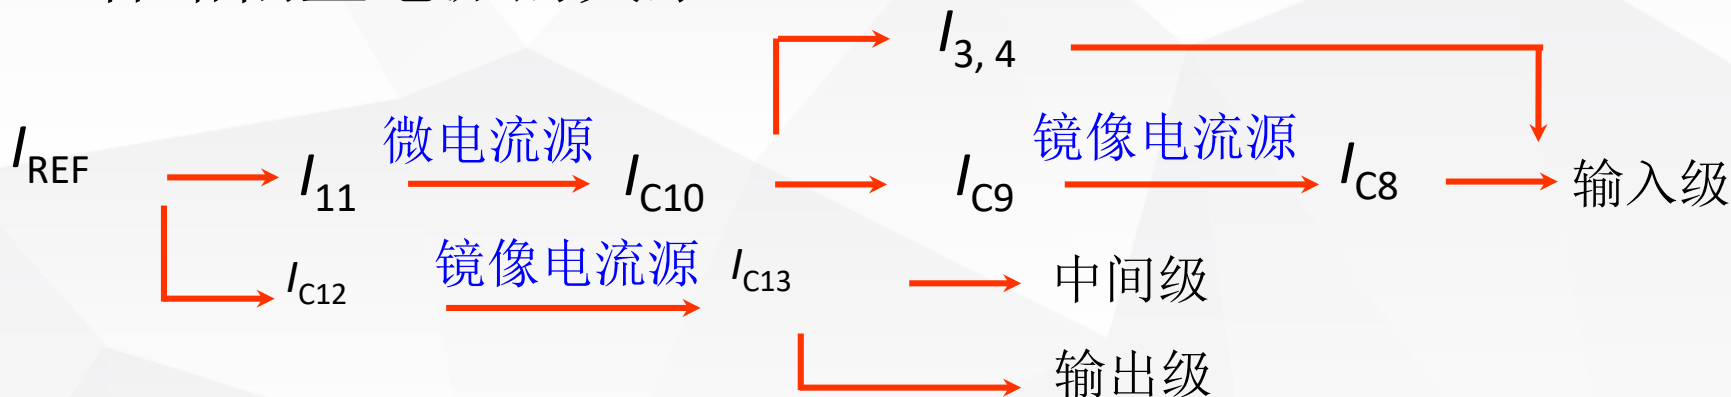 I3, 4
IREF 微电流源 镜像电流源
I11 IC10 IC9 IC8 输入级
IC12 镜像电流源 IC13 中间级
输出级